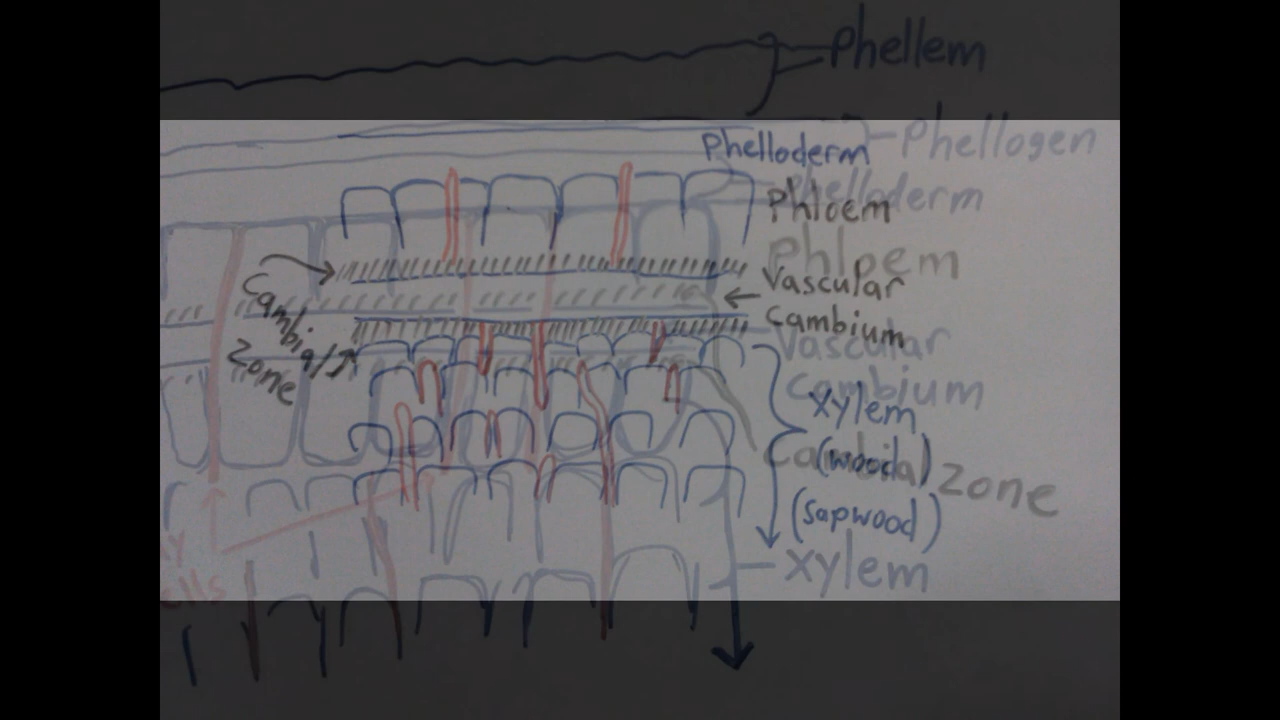 Phellem
Phellogen
Phelloderm
Phelloderm
Phloem
Phloem
Vascular
Cambium
Cambial
Zone
Vascular
Cambium
Xylem
(wood)
(sapwood)
Zone
Xylem